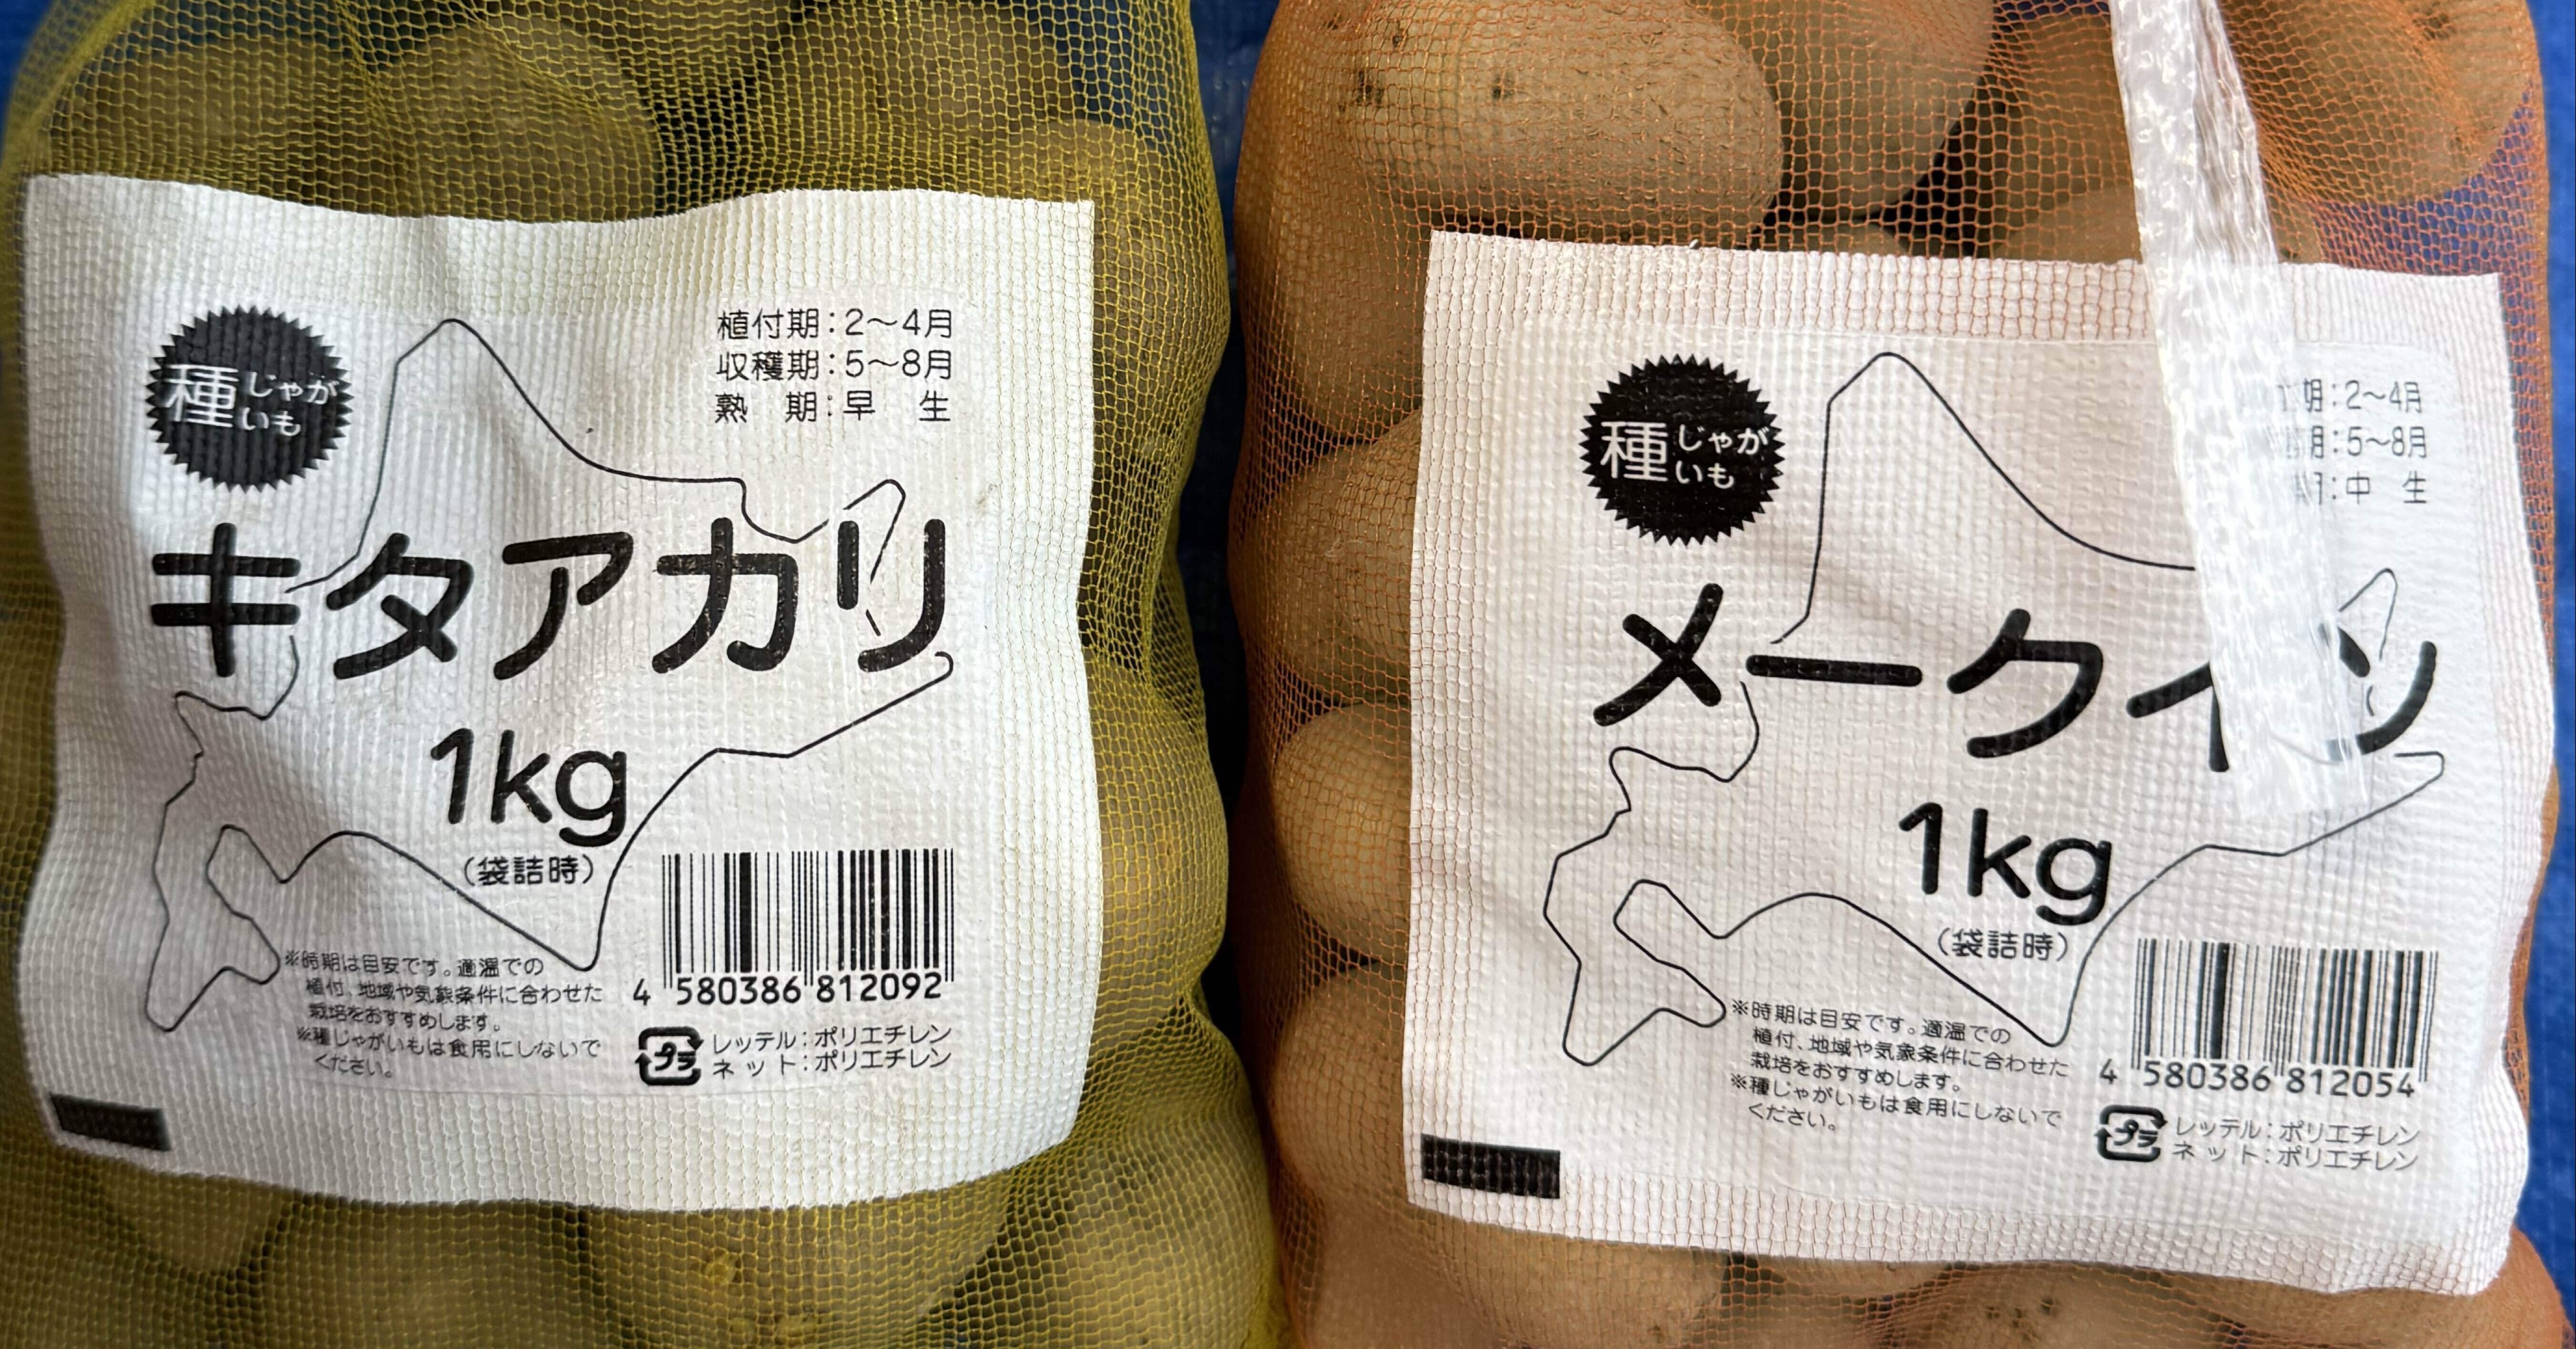 種じゃがいも
植付期：2〜4月
収穫期：5〜8月
熟　期：早　生
キタアカリ
1kg
（袋詰時）
※時期は目安です。適温での
植付、地域や気象条件に合わせた
栽培をおすすめします。
※種じゃがいもは食用にしないで
ください。
4 580386 812092
プラ
レッテル：ポリエチレン
ネット：ポリエチレン
種じゃがいも
期：2〜4月
期：5〜8月
期：中　生
メークイン
1kg
（袋詰時）
※時期は目安です。適温での
植付、地域や気象条件に合わせた
栽培をおすすめします。
※種じゃがいもは食用にしないで
ください。
4 580386 812054
プラ
レッテル：ポリエチレン
ネット：ポリエチレン